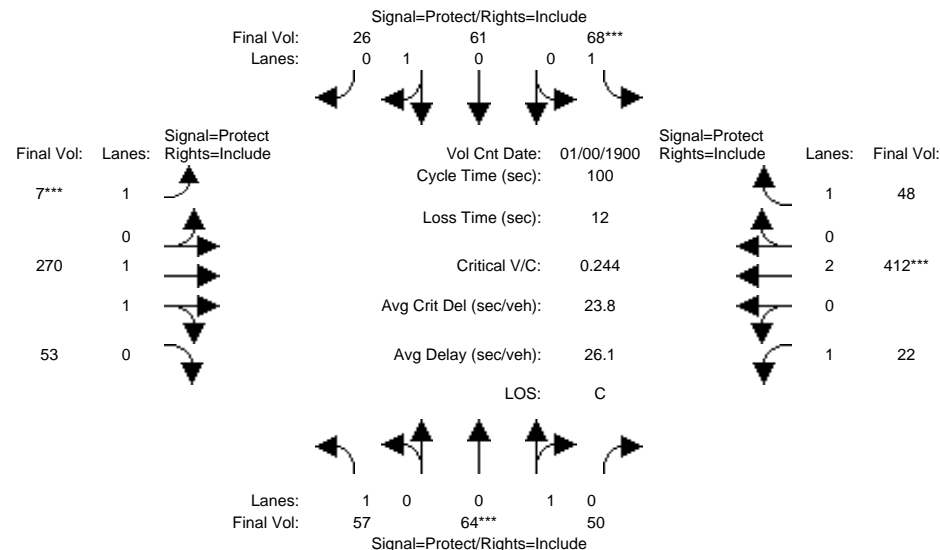 Signal=Protect/Rights=Include
Final Vol: 26 61 68***
Lanes: 0 1 0 0 1
Signal=Protect Signal=Protect
Final Vol: Lanes: Rights=Include Vol Cnt Date: 01/00/1900 Rights=Include Lanes: Final Vol:
Cycle Time (sec): 100
7*** 1 1 48
Loss Time (sec): 12
0 0
270 1 Critical V/C: 0.244 2 412***
1 Avg Crit Del (sec/veh): 23.8 0
53 0 Avg Delay (sec/veh): 26.1 1 22
LOS: C
Lanes: 1 0 0 1 0
Final Vol: 57 64*** 50
Signal=Protect/Rights=Include